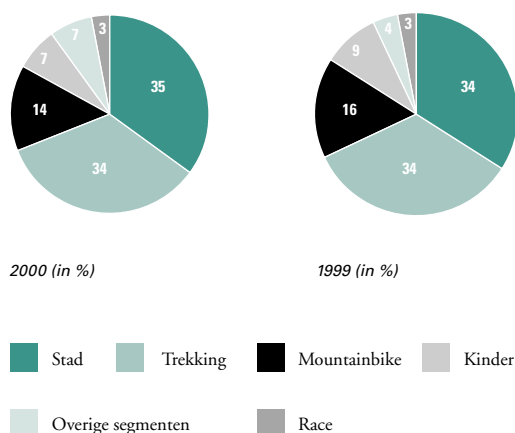 3 3
7 4
7 9
35 34
14 16
34 34
2000 (in %) 1999 (in %)
Stad Trekking Mountainbike Kinder
Overige segmenten Race